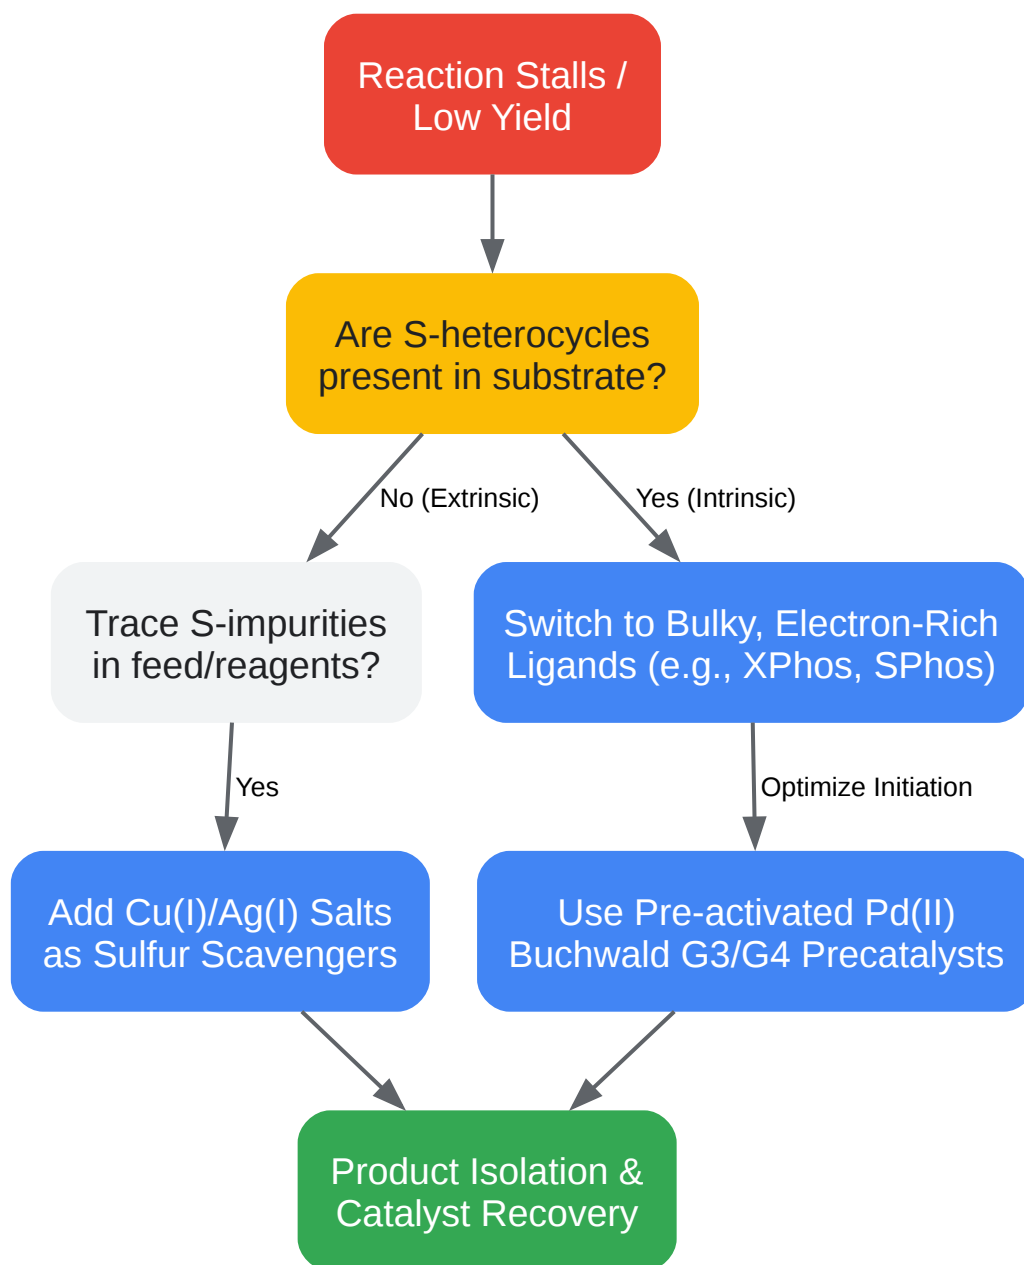 Reaction Stalls /
Low Yield
Are S-heterocycles
present in substrate?
No (Extrinsic)
Yes (Intrinsic)
Trace S-impurities
in feed/reagents?
Switch to Bulky, Electron-Rich
Ligands (e.g., XPhos, SPhos)
Yes
Optimize Initiation
Add Cu(I)/Ag(I) Salts
as Sulfur Scavengers
Use Pre-activated Pd(II)
Buchwald G3/G4 Precatalysts
Product Isolation &
Catalyst Recovery